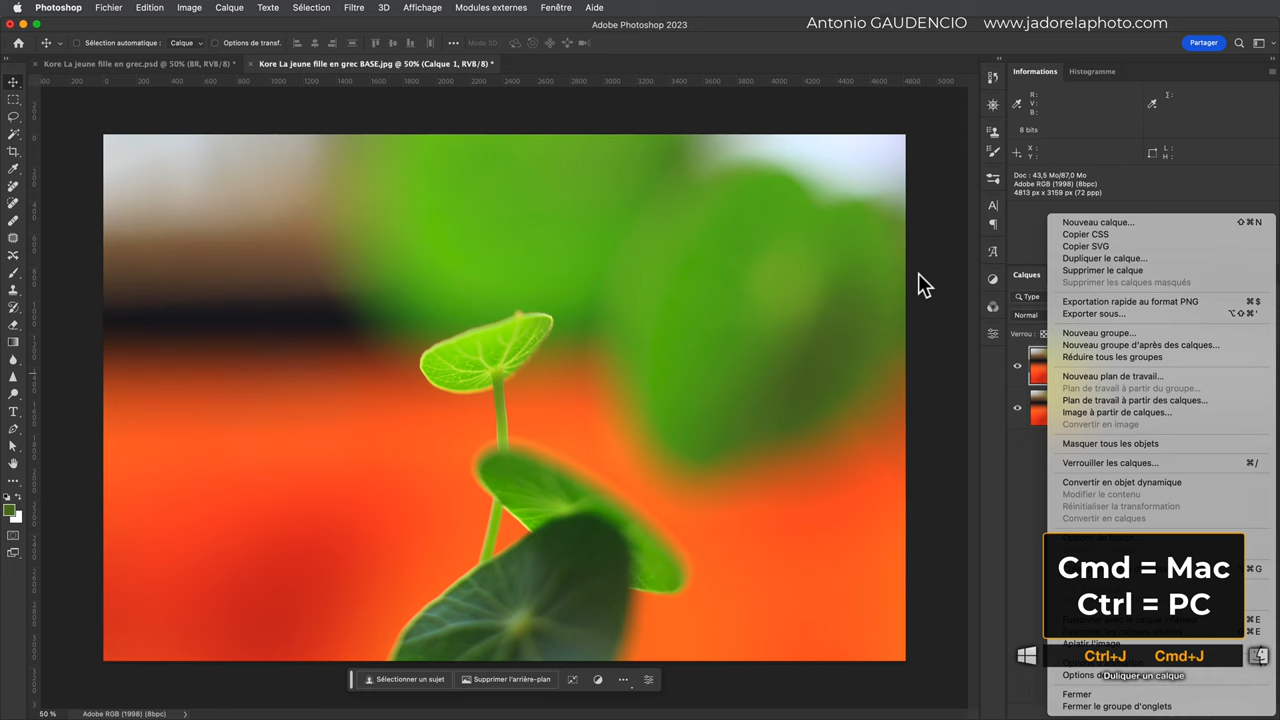 Photoshop Fichier Edition Image Calque Texte Sélection Filtre 3D Affichage Modules externes Fenêtre Aide
Adobe Photoshop 2023
Antonio GAUDENCIO www.jadorelaphoto.com
Sélection automatique : Calque Options de transf. Mode 3D : Partager
Kore La jeune fille en grec.psd @ 50% (BR, RVB/8) * Kore La jeune fille en grec BASE.jpg @ 50% (Calque 1, RVB/8) *
Informations Histogramme
R :
V :
B :
Σ :
8 bits
X :
Y :
L :
H :
Doc : 43,5 Mo/87,0 Mo
Adobe RGB (1998) (8bpc)
4813 px x 3159 px (72 ppp)
Calques
Type
Normal
Verrou :
Nouveau calque... ⇧⌘N
Copier CSS
Copier SVG
Dupliquer le calque...
Supprimer le calque
Supprimer les calques masqués
Exportation rapide au format PNG ⌘$
Exporter sous... ⌥⇧⌘'
Nouveau groupe...
Nouveau groupe d'après des calques...
Réduire tous les groupes
Nouveau plan de travail...
Plan de travail à partir du groupe...
Plan de travail à partir des calques...
Image à partir de calques...
Convertir en image
Masquer tous les objets
Verrouiller les calques... ⌘/
Convertir en objet dynamique
Modifier le contenu
Réinitialiser la transformation
Convertir en calques
Cmd = Mac
Ctrl = PC
⌥⌘G
⌘E
⇧⌘E
Aplatir l'image
Ctrl+J Cmd+J
Duliquer un calque
Fermer
Fermer le groupe d'onglets
Sélectionner un sujet Supprimer l'arrière-plan
50 % Adobe RGB (1998) (8bpc)